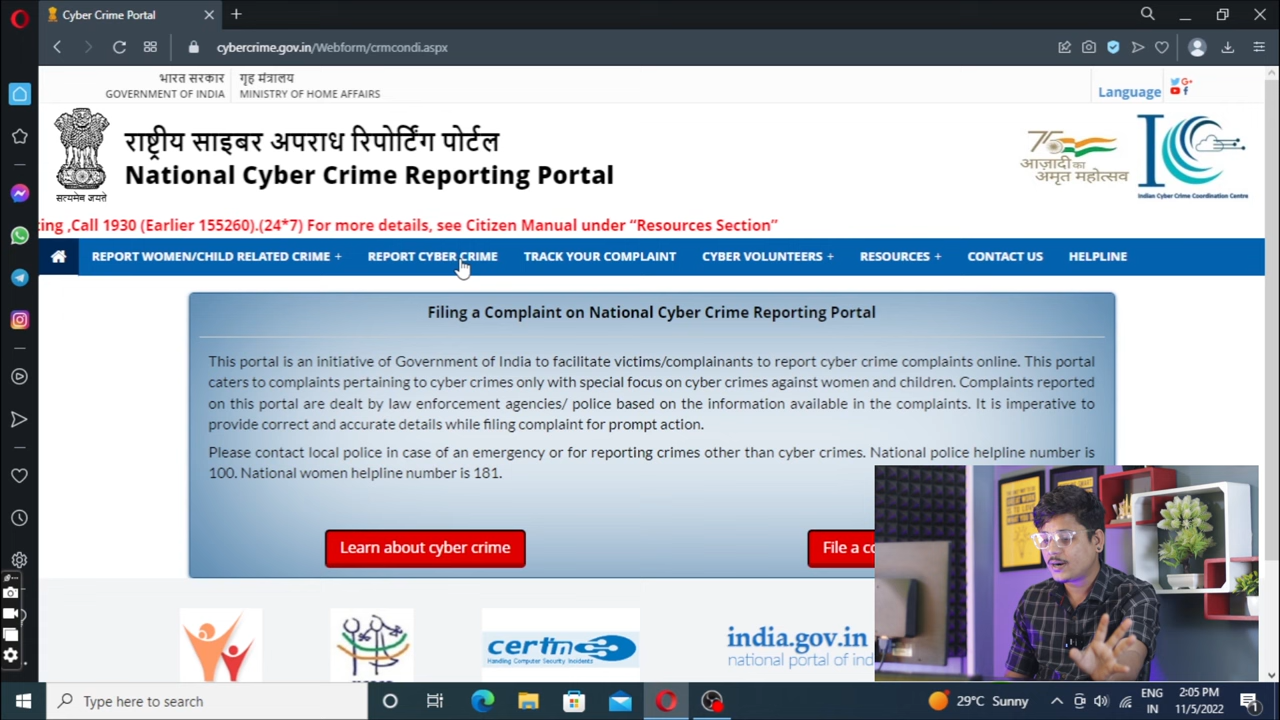 Cyber Crime Portal
cybercrime.gov.in/Webform/crmcondi.aspx
भारत सरकार
गृह मंत्रालय
GOVERNMENT OF INDIA
MINISTRY OF HOME AFFAIRS
Language
राष्ट्रीय साइबर अपराध रिपोर्टिंग पोर्टल
National Cyber Crime Reporting Portal
सत्यमेव जयते
आज़ादी का
अमृत महोत्सव
Indian Cyber Crime Coordination Centre
ing ,Call 1930 (Earlier 155260).(24*7) For more details, see Citizen Manual under “Resources Section”
REPORT WOMEN/CHILD RELATED CRIME +
REPORT CYBER CRIME
TRACK YOUR COMPLAINT
CYBER VOLUNTEERS +
RESOURCES +
CONTACT US
HELPLINE
Filing a Complaint on National Cyber Crime Reporting Portal
This portal is an initiative of Government of India to facilitate victims/complainants to report cyber crime complaints online. This portal
caters to complaints pertaining to cyber crimes only with special focus on cyber crimes against women and children. Complaints reported
on this portal are dealt by law enforcement agencies/ police based on the information available in the complaints. It is imperative to
provide correct and accurate details while filing complaint for prompt action.
Please contact local police in case of an emergency or for reporting crimes other than cyber crimes. National police helpline number is
100. National women helpline number is 181.
Learn about cyber crime
File a co
certin
Handling Computer Security Incidents
india.gov.in
national portal of ind
Type here to search
29°C Sunny
ENG
IN
2:05 PM
11/5/2022
1